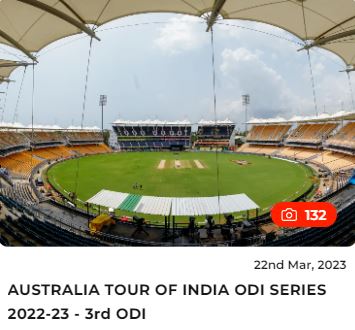 132
22nd Mar, 2023
AUSTRALIA TOUR OF INDIA ODI SERIES
2022-23 - 3rd ODI